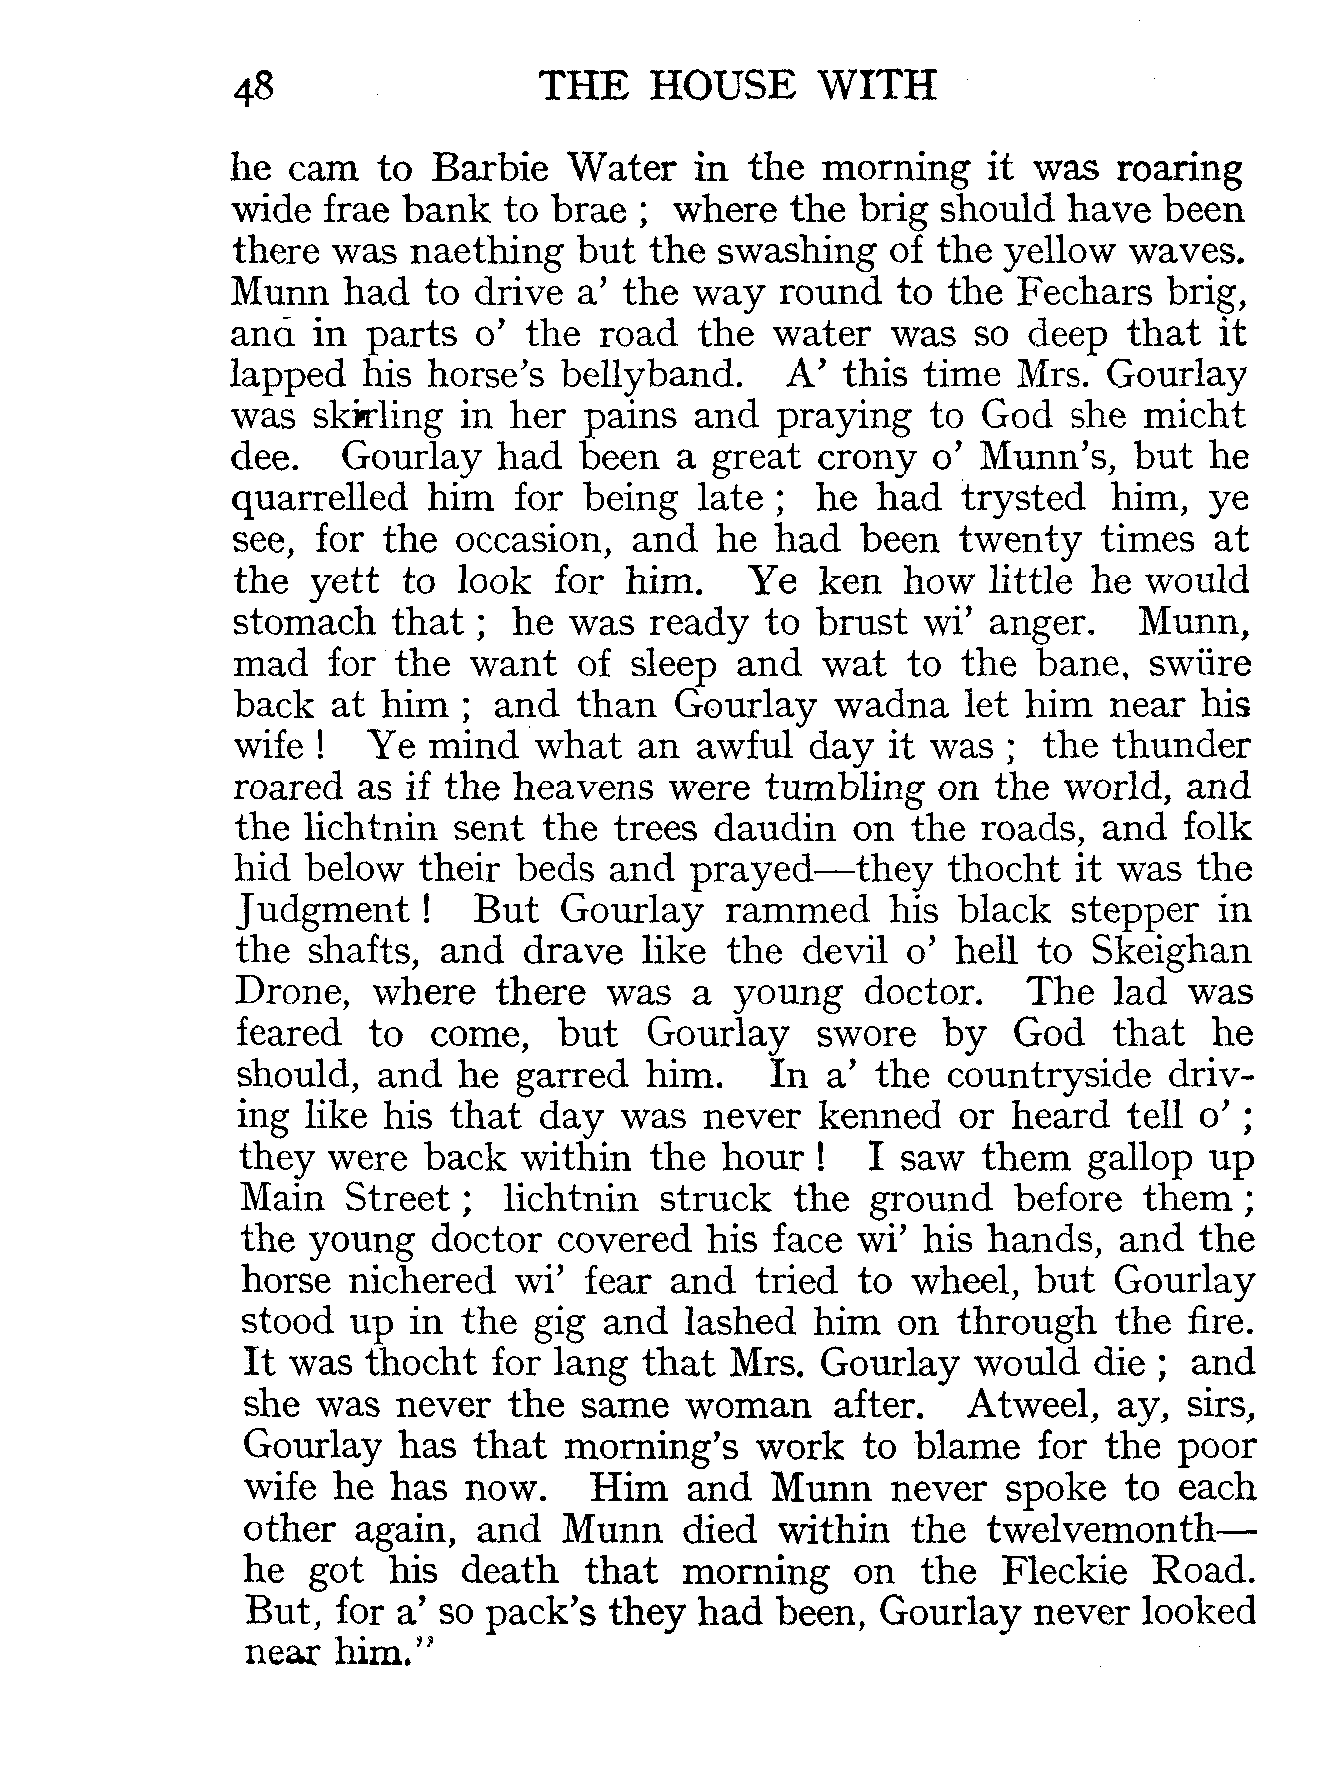 48 THE HOUSE WITH
he cam to Barbie Water in the morning it was roaring
wide frae bank to brae ; where the brig should have been
there was naething but the swashing of the yellow waves.
Munn had to drive a' the way round to the Fechars brig,
and in parts o' the road the water was so deep that it
lapped his horse's bellyband. A' this time Mrs. Gourlay
was skirling in her pains and praying to God she micht
dee. Gourlay had been a great crony o' Munn's, but he
quarrelled him for being late ; he had trysted him, ye
see, for the occasion, and he had been twenty times at
the yett to look for him. Ye ken how little he would
stomach that ; he was ready to brust wi' anger. Munn,
mad for the want of sleep and wat to the bane, swüre
back at him ; and than Gourlay wadna let him near his
wife ! Ye mind what an awful day it was ; the thunder
roared as if the heavens were tumbling on the world, and
the lichtnin sent the trees daudin on the roads, and folk
hid below their beds and prayed—they thocht it was the
Judgment ! But Gourlay rammed his black stepper in
the shafts, and drave like the devil o' hell to Skeighan
Drone, where there was a young doctor. The lad was
feared to come, but Gourlay swore by God that he
should, and he garred him. In a' the countryside driv-
ing like his that day was never kenned or heard tell o' ;
they were back within the hour ! I saw them gallop up
Main Street ; lichtnin struck the ground before them ;
the young doctor covered his face wi' his hands, and the
horse nichered wi' fear and tried to wheel, but Gourlay
stood up in the gig and lashed him on through the fire.
It was thocht for lang that Mrs. Gourlay would die ; and
she was never the same woman after. Atweel, ay, sirs,
Gourlay has that morning's work to blame for the poor
wife he has now. Him and Munn never spoke to each
other again, and Munn died within the twelvemonth—
he got his death that morning on the Fleckie Road.
But, for a' so pack's they had been, Gourlay never looked
near him."